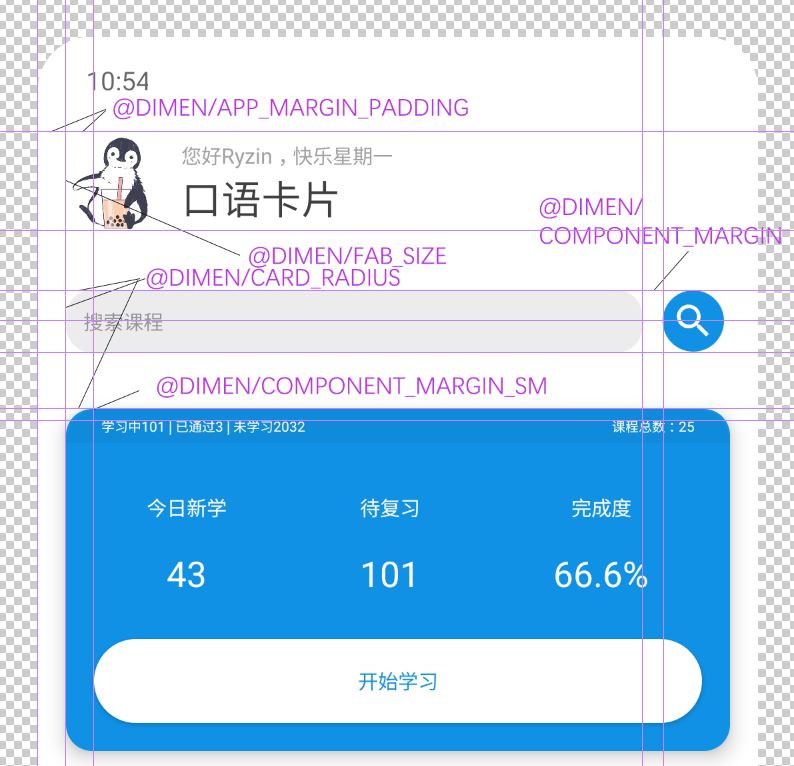 10:54
@DIMEN/APP_MARGIN_PADDING
您好Ryzin，快乐星期一
口语卡片
@DIMEN/
COMPONENT_MARGIN
@DIMEN/FAB_SIZE
@DIMEN/CARD_RADIUS
搜索课程
@DIMEN/COMPONENT_MARGIN_SM
学习中101 | 已通过3 | 未学习2032
课程总数：25
今日新学
待复习
完成度
43
101
66.6%
开始学习